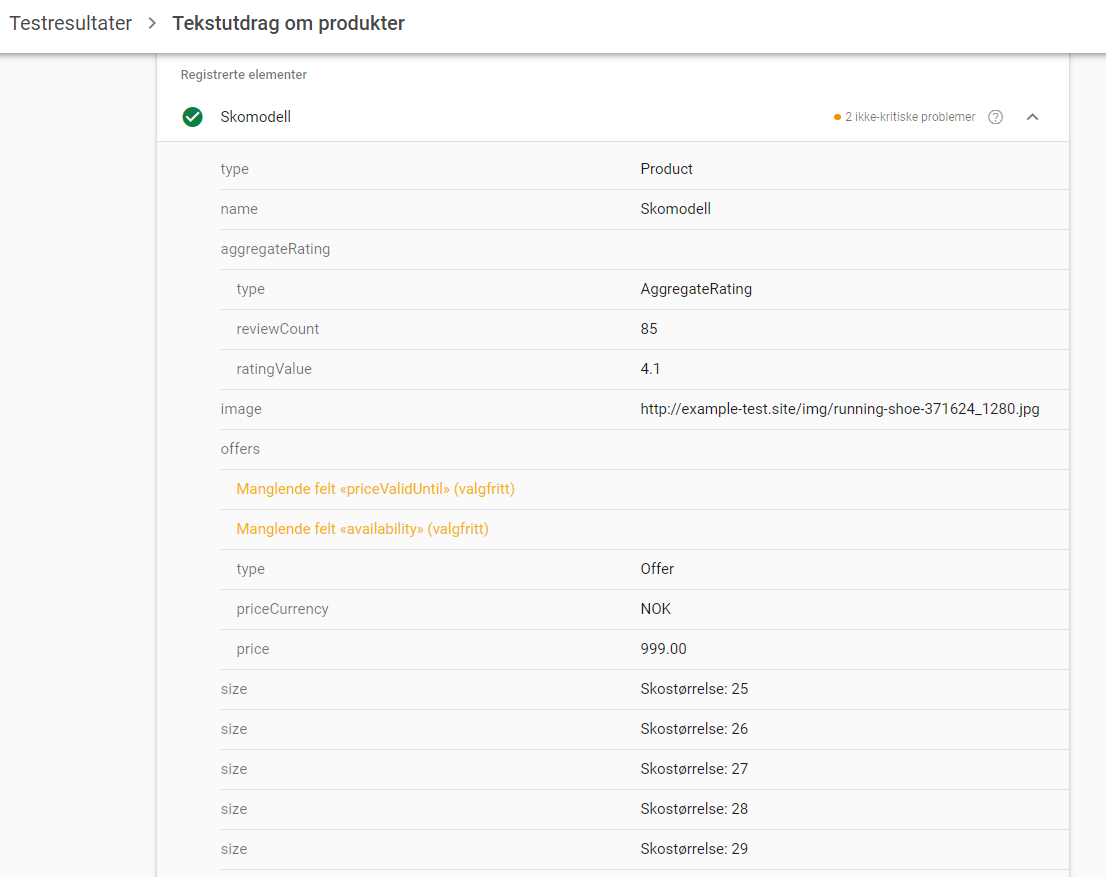 Testresultater > Tekstutdrag om produkter
Registrerte elementer
Skomodell 2 ikke-kritiske problemer ?
type Product
name Skomodell
aggregateRating
type AggregateRating
reviewCount 85
ratingValue 4.1
image http://example-test.site/img/running-shoe-371624_1280.jpg
offers
Manglende felt «priceValidUntil» (valgfritt)
Manglende felt «availability» (valgfritt)
type Offer
priceCurrency NOK
price 999.00
size Skostørrelse: 25
size Skostørrelse: 26
size Skostørrelse: 27
size Skostørrelse: 28
size Skostørrelse: 29